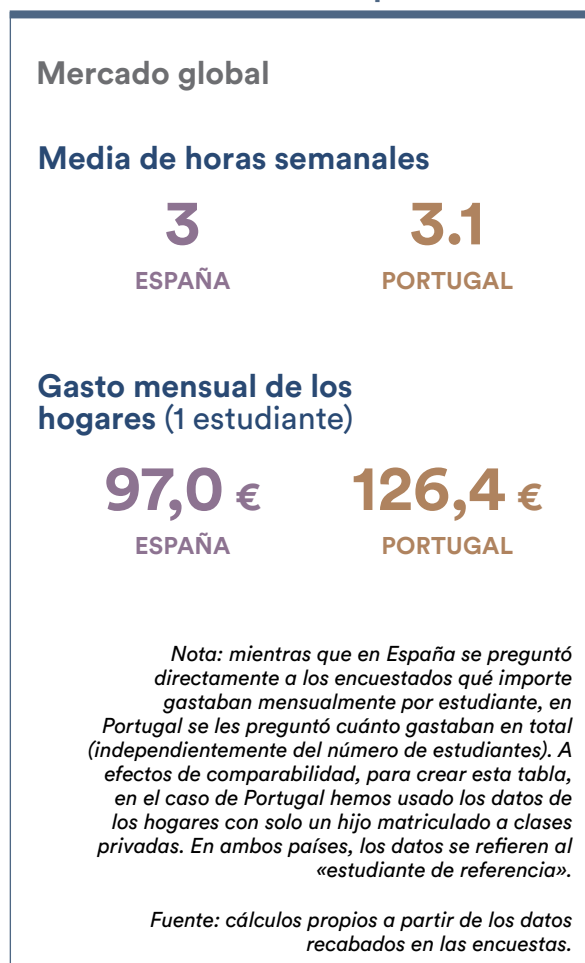 Mercado global
Media de horas semanales
3 3.1
ESPAÑA PORTUGAL
Gasto mensual de los
hogares (1 estudiante)
97,0 € 126,4 €
ESPAÑA PORTUGAL
Nota: mientras que en España se preguntó
directamente a los encuestados qué importe
gastaban mensualmente por estudiante, en
Portugal se les preguntó cuánto gastaban en total
(independientemente del número de estudiantes). A
efectos de comparabilidad, para crear esta tabla,
en el caso de Portugal hemos usado los datos de
los hogares con solo un hijo matriculado a clases
privadas. En ambos países, los datos se refieren al
«estudiante de referencia».
Fuente: cálculos propios a partir de los datos
recabados en las encuestas.